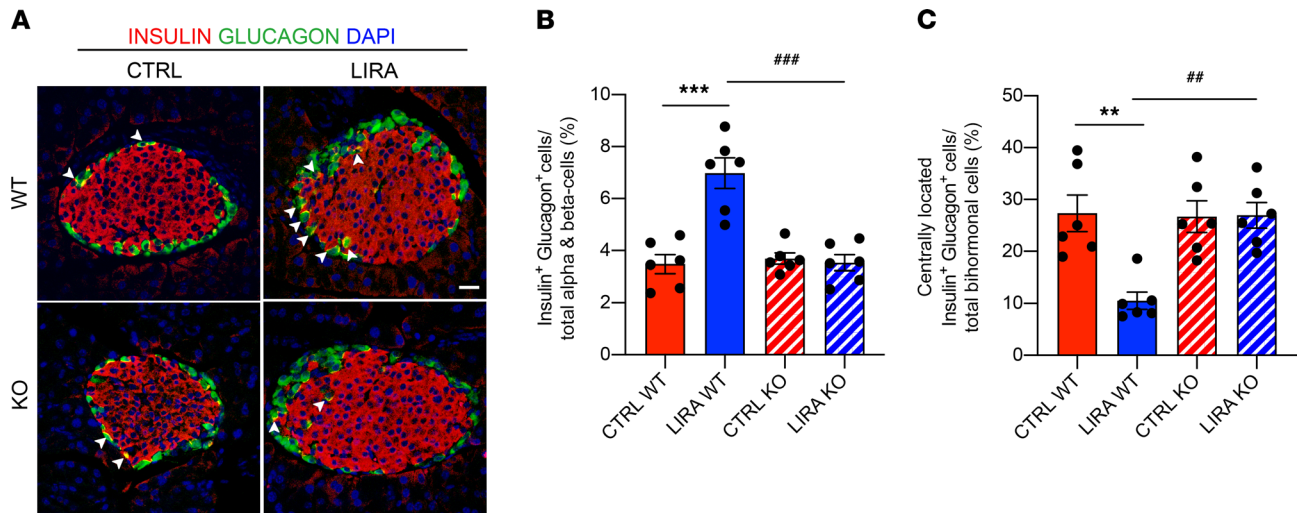 A
INSULIN GLUCAGON DAPI
CTRL LIRA
WT
KO
B
Insulin⁺ Glucagon⁺ cells/
total alpha & beta-cells (%)
10
8
6
4
2
0
***
###
CTRL WT
LIRA WT
CTRL KO
LIRA KO
C
Centrally located
Insulin⁺ Glucagon⁺ cells/
total bihormonal cells (%)
50
40
30
20
10
0
**
##
CTRL WT
LIRA WT
CTRL KO
LIRA KO